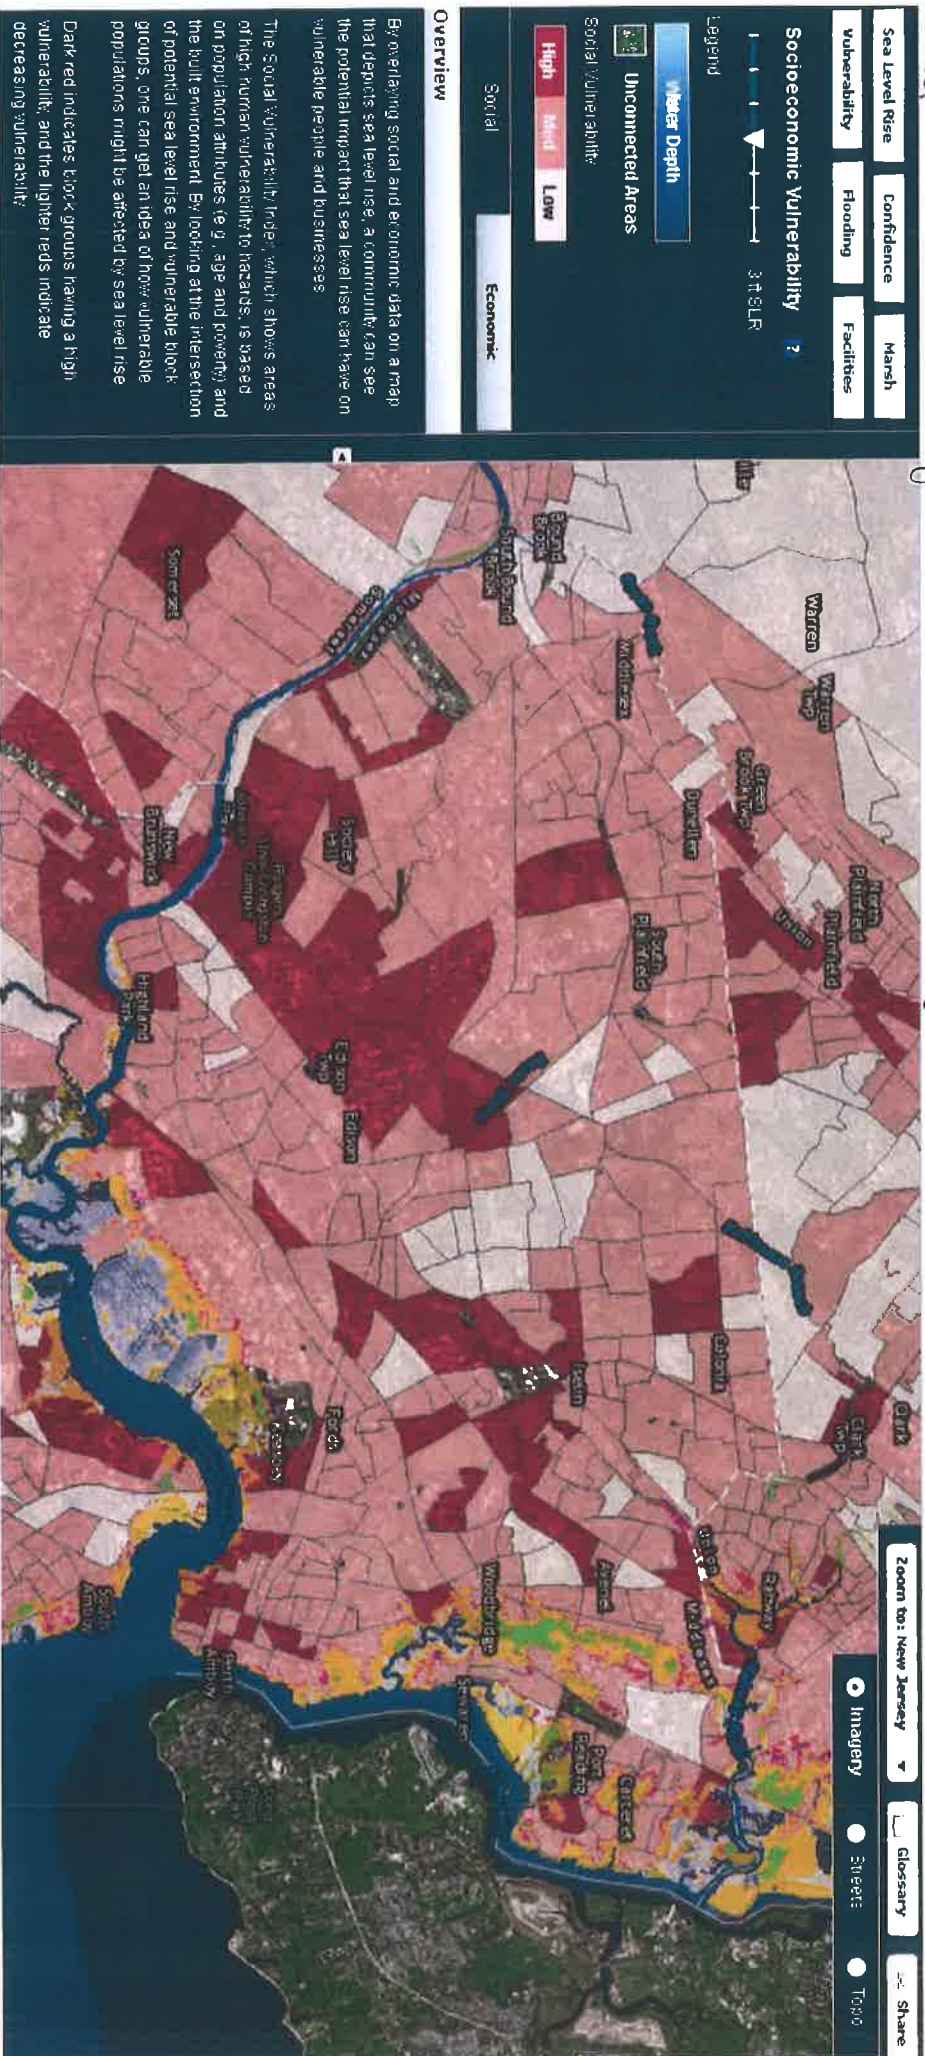 Sea Level Rise
Confidence
Marsh
Vulnerability
Flooding
Facilities
Socioeconomic Vulnerability ?
3 ft SLR
Legend
Water Depth
Unconnected Areas
Social Vulnerability
High
Med
Low
Social
Economic
Overview
By overlaying social and economic data on a map
that depicts sea level rise, a community can see
the potential impact that sea level rise can have on
vulnerable people and businesses.
The Social Vulnerability Index, which shows areas
of high human vulnerability to hazards, is based
on population attributes (e.g., age and poverty) and
the built environment. By looking at the intersection
of potential sea level rise and vulnerable block
groups, one can get an idea of how vulnerable
populations might be affected by sea level rise
Dark red indicates block groups having a high
vulnerability, and the lighter reds indicate
decreasing vulnerability
Zoom to: New Jersey
Glossary
Share
Imagery
Streets
Topo
Warren
Warren
Twp
Green
Brook Twp
North
Plainfield
Plainfield
Union
Dunellen
Middlesex
Bound
Brook
South Bound
Brook
South
Plainfield
Middlesex
Somerset
Somerset
Society
Hill
New
Brunswick
Highland
Park
Edison
Twp
Edison
Clark
Clark
Twp
Colonia
Iselin
Fords
Rahway
Union
Middlesex
Avenel
Woodbridge
Sewaren
Port
Reading
Carteret
Perth
Amboy
South
Amboy